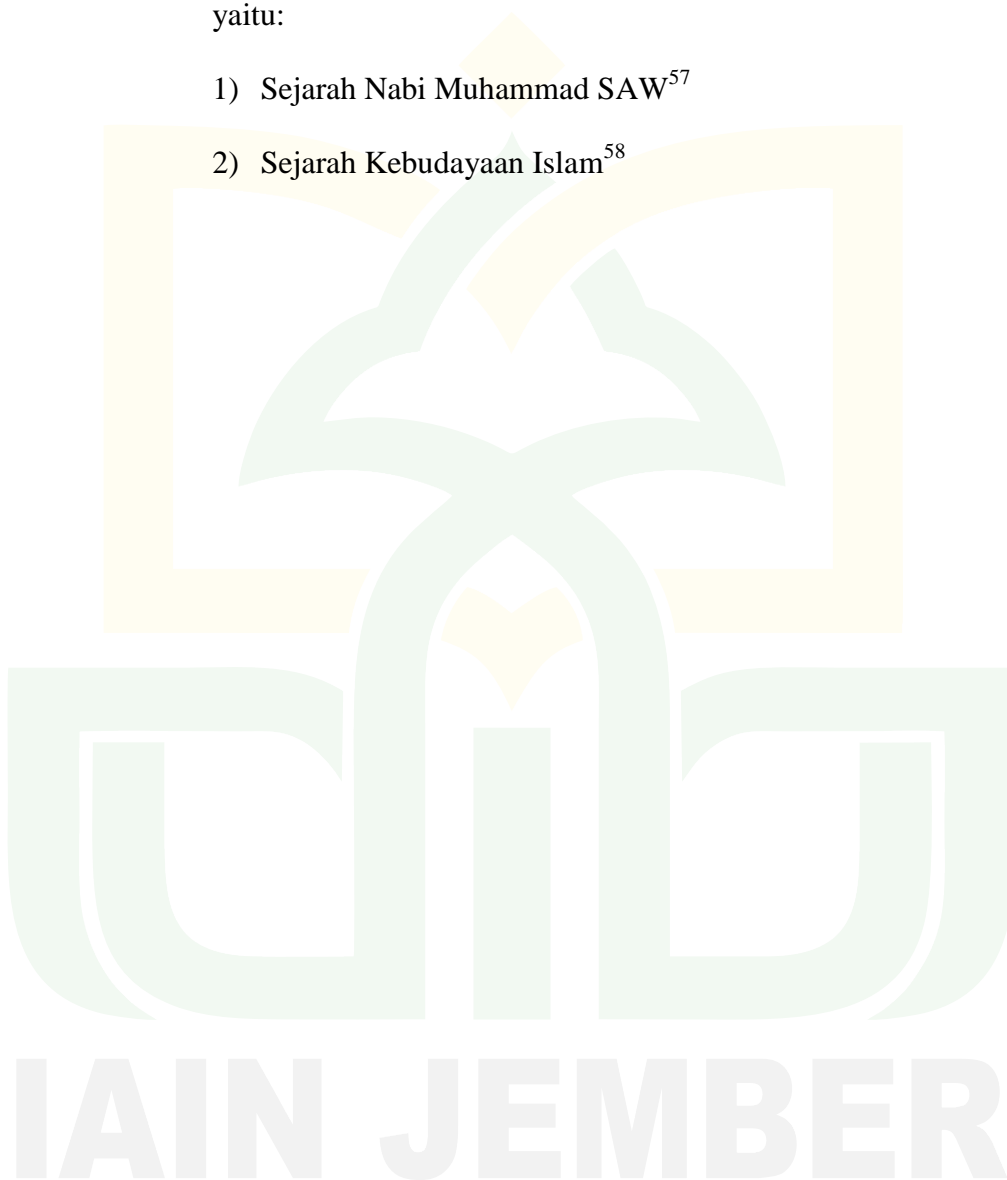 yaitu:
1) Sejarah Nabi Muhammad SAW57
2) Sejarah Kebudayaan Islam58
IAIN JEMBER